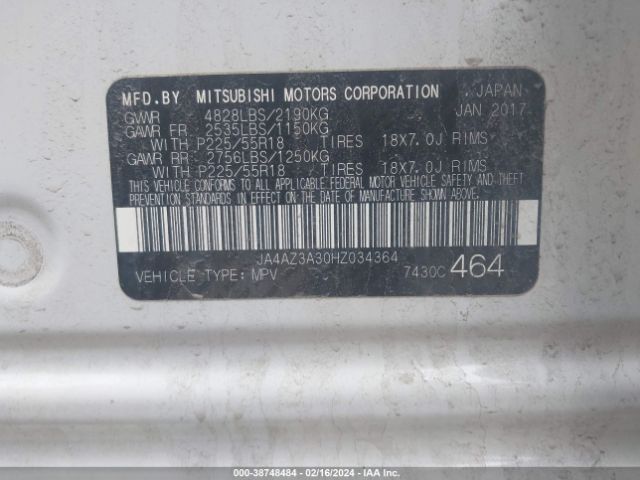 MFD.BY MITSUBISHI MOTORS CORPORATION JAPAN
GVWR 4828LBS/2190KG JAN 2017
GAWR FR 2535LBS/1150KG
WITH P225/55R18 TIRES 18X7.0J RIMS
GAWR RR 2756LBS/1250KG
WITH P225/55R18 TIRES 18X7.0J RIMS
THIS VEHICLE CONFORMS TO ALL APPLICABLE FEDERAL MOTOR VEHICLE SAFETY AND THEFT
PREVENTION STANDARDS IN EFFECT ON THE DATE OF MANUFACTURE SHOWN ABOVE.
JA4AZ3A30HZ034364
VEHICLE TYPE: MPV 7430C 464
000-38748484 - 02/16/2024 - © IAA Holdings, LLC